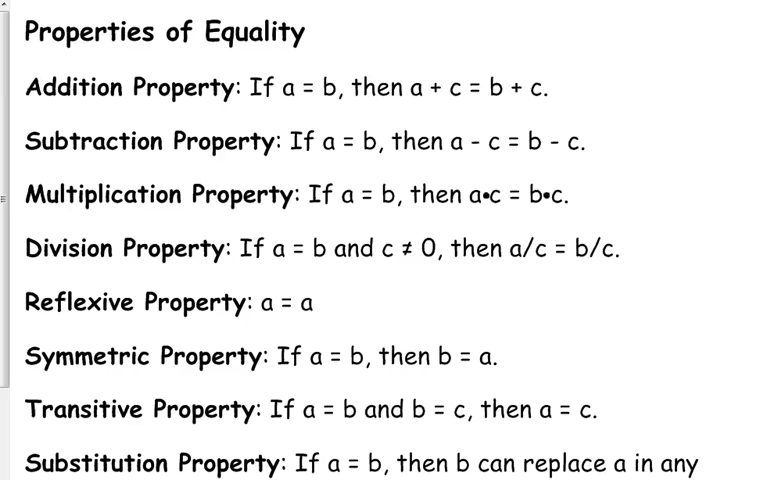 Properties of Equality
Addition Property: If a = b, then a + c = b + c.
Subtraction Property: If a = b, then a - c = b - c.
Multiplication Property: If a = b, then a•c = b•c.
Division Property: If a = b and c ≠ 0, then a/c = b/c.
Reflexive Property: a = a
Symmetric Property: If a = b, then b = a.
Transitive Property: If a = b and b = c, then a = c.
Substitution Property: If a = b, then b can replace a in any